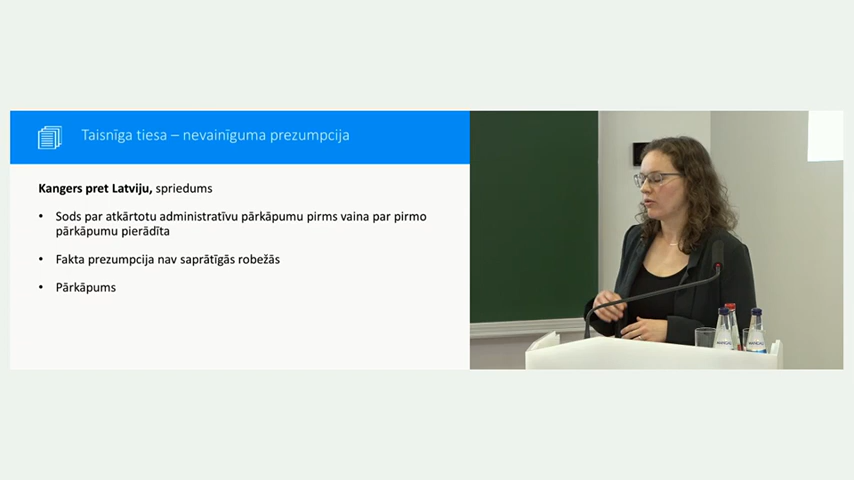 Taisnīga tiesa – nevainīguma prezumpcija
Kangers pret Latviju, spriedums
• Sods par atkārtotu administratīvu pārkāpumu pirms vaina par pirmo
pārkāpumu pierādīta
• Fakta prezumpcija nav saprātīgās robežās
• Pārkāpums